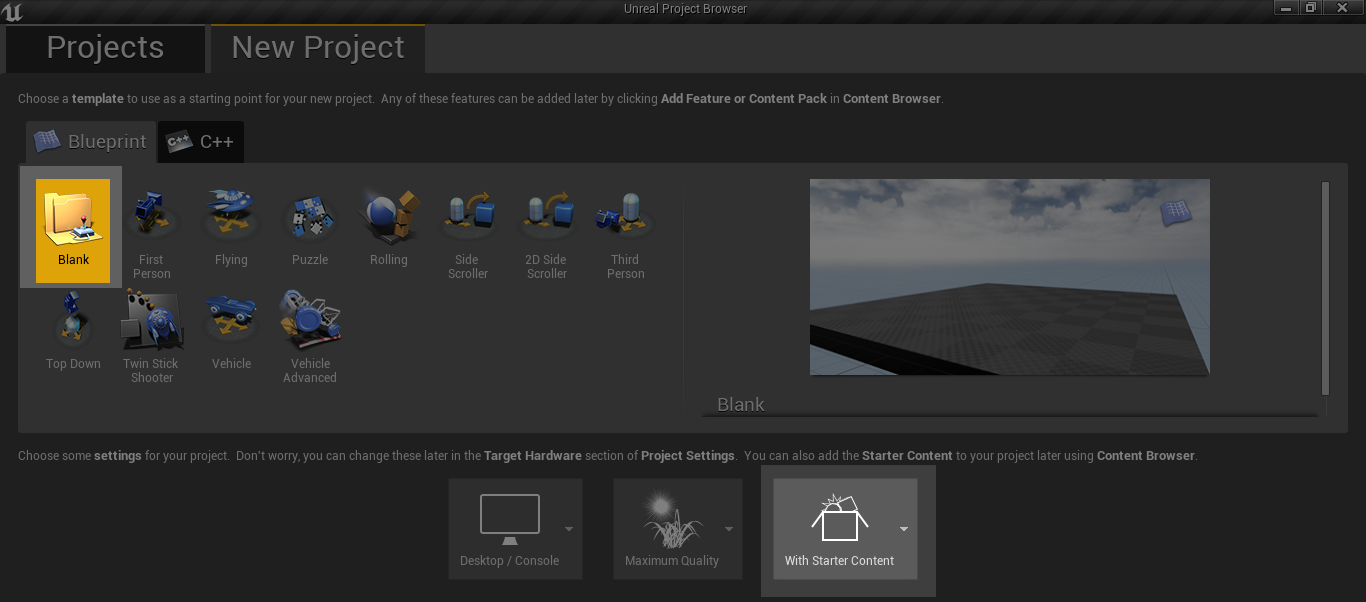 Unreal Project Browser
Projects
New Project
Choose a template to use as a starting point for your new project. Any of these features can be added later by clicking Add Feature or Content Pack in Content Browser.
Blueprint
C++
C++
Blank
First
Person
Flying
Puzzle
Rolling
Side
Scroller
2D Side
Scroller
Third
Person
Top Down
Twin Stick
Shooter
Vehicle
Vehicle
Advanced
Blank
Choose some settings for your project. Don't worry, you can change these later in the Target Hardware section of Project Settings. You can also add the Starter Content to your project later using Content Browser.
Desktop / Console
Maximum Quality
With Starter Content